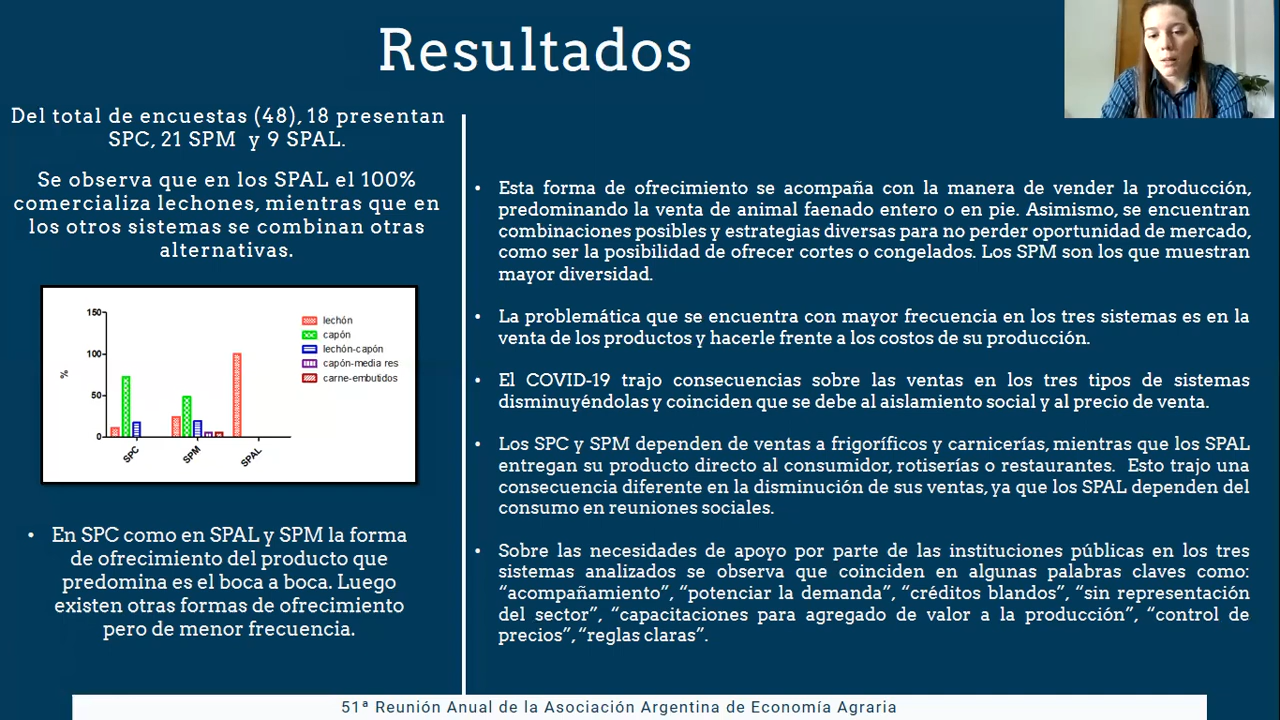 Resultados
Del total de encuestas (48), 18 presentan
SPC, 21 SPM y 9 SPAL.
Se observa que en los SPAL el 100%
comercializa lechones, mientras que en
los otros sistemas se combinan otras
alternativas.
150
100
50
0
%
SPC
SPM
SPAL
lechón
capón
lechón-capón
capón-media res
carne-embutidos
• En SPC como en SPAL y SPM la forma
de ofrecimiento del producto que
predomina es el boca a boca. Luego
existen otras formas de ofrecimiento
pero de menor frecuencia.
• Esta forma de ofrecimiento se acompaña con la manera de vender la producción,
predominando la venta de animal faenado entero o en pie. Asimismo, se encuentran
combinaciones posibles y estrategias diversas para no perder oportunidad de mercado,
como ser la posibilidad de ofrecer cortes o congelados. Los SPM son los que muestran
mayor diversidad.
• La problemática que se encuentra con mayor frecuencia en los tres sistemas es en la
venta de los productos y hacerle frente a los costos de su producción.
• El COVID-19 trajo consecuencias sobre las ventas en los tres tipos de sistemas
disminuyéndolas y coinciden que se debe al aislamiento social y al precio de venta.
• Los SPC y SPM dependen de ventas a frigoríficos y carnicerías, mientras que los SPAL
entregan su producto directo al consumidor, rotiserías o restaurantes. Esto trajo una
consecuencia diferente en la disminución de sus ventas, ya que los SPAL dependen del
consumo en reuniones sociales.
• Sobre las necesidades de apoyo por parte de las instituciones públicas en los tres
sistemas analizados se observa que coinciden en algunas palabras claves como:
“acompañamiento”, “potenciar la demanda”, “créditos blandos”, “sin representación
del sector”, “capacitaciones para agregado de valor a la producción”, “control de
precios”, “reglas claras”.
51ª Reunión Anual de la Asociación Argentina de Economía Agraria